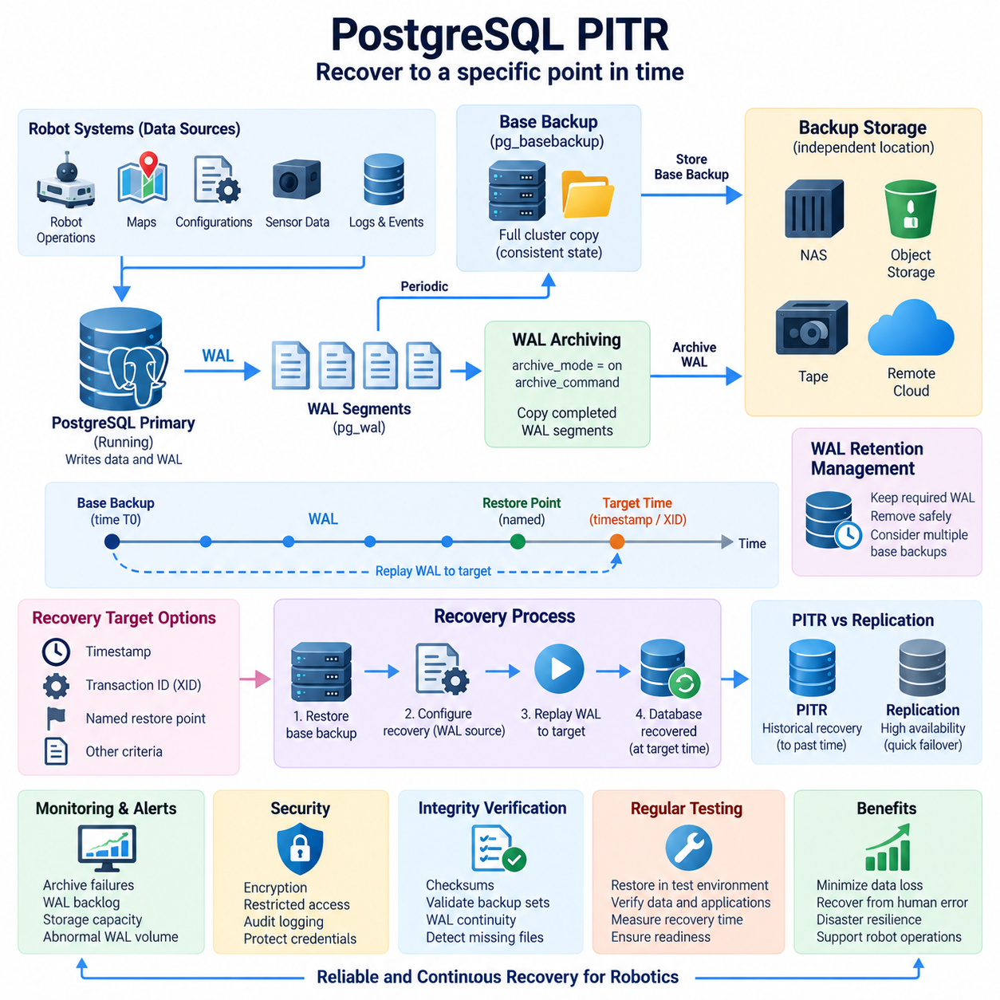 PostgreSQL PITR
Recover to a specific point in time
Robot Systems (Data Sources)
Robot
Operations
Maps
Configurations
Sensor Data
Logs & Events
Base Backup
(pg_basebackup)
Full cluster copy
(consistent state)
Store
Base Backup
Backup Storage
(independent location)
NAS
Object
Storage
Tape
Remote
Cloud
Periodic
WAL
PostgreSQL Primary
(Running)
Writes data and WAL
WAL Segments
(pg_wal)
WAL Archiving
archive_mode = on
archive_command
Copy completed
WAL segments
Archive
WAL
WAL Retention
Management
Keep required WAL
Remove safely
Consider multiple
base backups
Base Backup
(time T0)
WAL
Restore Point
(named)
Target Time
(timestamp / XID)
Time
Replay WAL to target
Recovery Target Options
Timestamp
Transaction ID (XID)
Named restore point
Other criteria
Recovery Process
1. Restore
base backup
2. Configure
recovery (WAL source)
3. Replay WAL
to target
4. Database
recovered
(at target time)
PITR vs Replication
PITR
Historical recovery
(to past time)
Replication
High availability
(quick failover)
Monitoring & Alerts
Archive failures
WAL backlog
Storage capacity
Abnormal WAL volume
Security
Encryption
Restricted access
Audit logging
Protect credentials
Integrity Verification
Checksums
Validate backup sets
WAL continuity
Detect missing files
Regular Testing
Restore in test environment
Verify data and applications
Measure recovery time
Ensure readiness
Benefits
Minimize data loss
Recover from human error
Disaster resilience
Support robot operations
Reliable and Continuous Recovery for Robotics